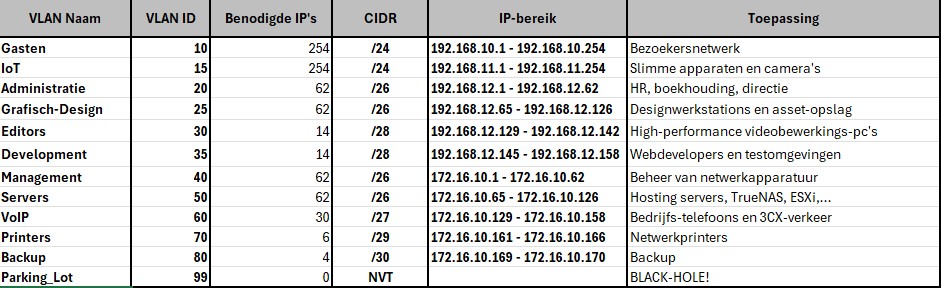 VLAN Naam VLAN ID Benodigde IP's CIDR IP-bereik Toepassing
Gasten 10 254 /24 192.168.10.1 - 192.168.10.254 Bezoekersnetwerk
IoT 15 254 /24 192.168.11.1 - 192.168.11.254 Slimme apparaten en camera's
Administratie 20 62 /26 192.168.12.1 - 192.168.12.62 HR, boekhouding, directie
Grafisch-Design 25 62 /26 192.168.12.65 - 192.168.12.126 Designwerkstations en asset-opslag
Editors 30 14 /28 192.168.12.129 - 192.168.12.142 High-performance videobewerkings-pc's
Development 35 14 /28 192.168.12.145 - 192.168.12.158 Webdevelopers en testomgevingen
Management 40 62 /26 172.16.10.1 - 172.16.10.62 Beheer van netwerkapparatuur
Servers 50 62 /26 172.16.10.65 - 172.16.10.126 Hosting servers, TrueNAS, ESXi,...
VoIP 60 30 /27 172.16.10.129 - 172.16.10.158 Bedrijfs-telefoons en 3CX-verkeer
Printers 70 6 /29 172.16.10.161 - 172.16.10.166 Netwerkprinters
Backup 80 4 /30 172.16.10.169 - 172.16.10.170 Backup
Parking_Lot 99 0 NVT BLACK-HOLE!